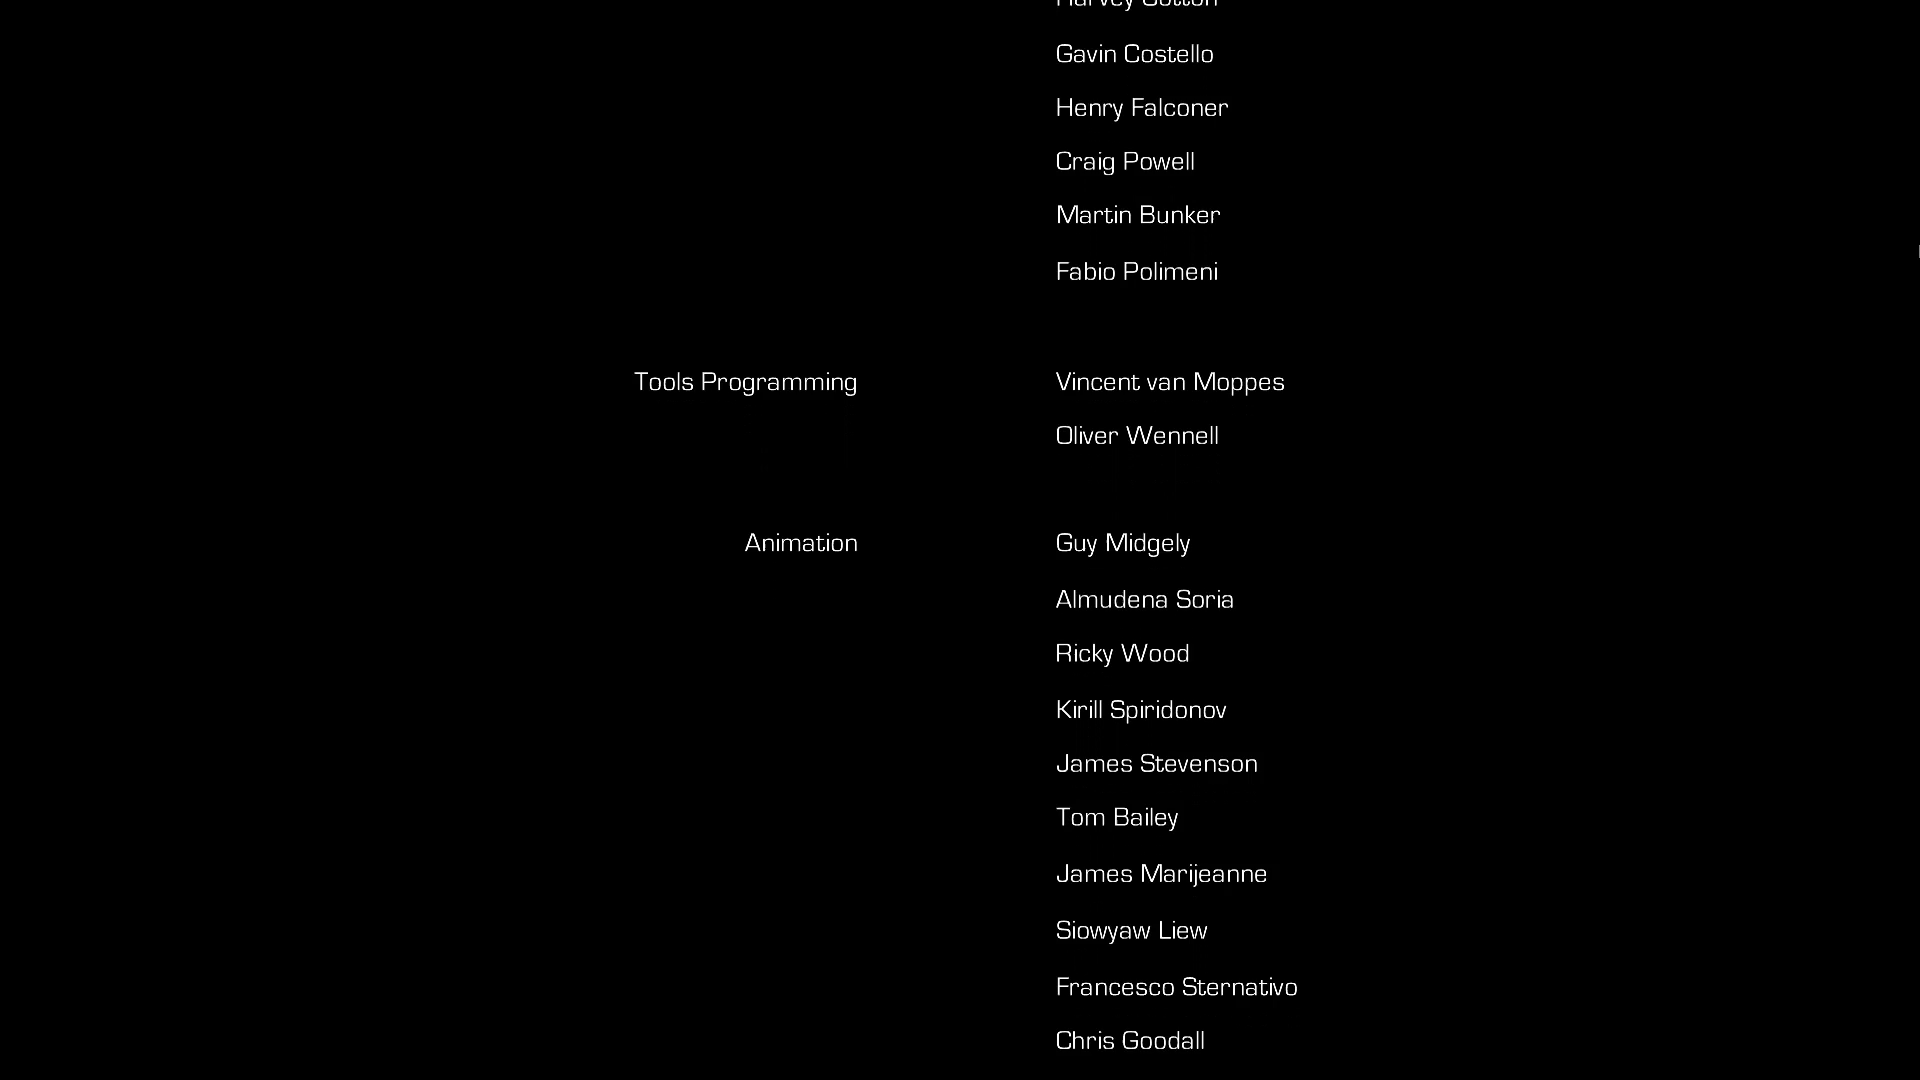 Gavin Costello
Henry Falconer
Craig Powell
Martin Bunker
Fabio Polimeni
Tools Programming Vincent van Moppes
Oliver Wennell
Animation Guy Midgely
Almudena Soria
Ricky Wood
Kirill Spiridonov
James Stevenson
Tom Bailey
James Marijeanne
Siowyaw Liew
Francesco Sternativo
Chris Goodall